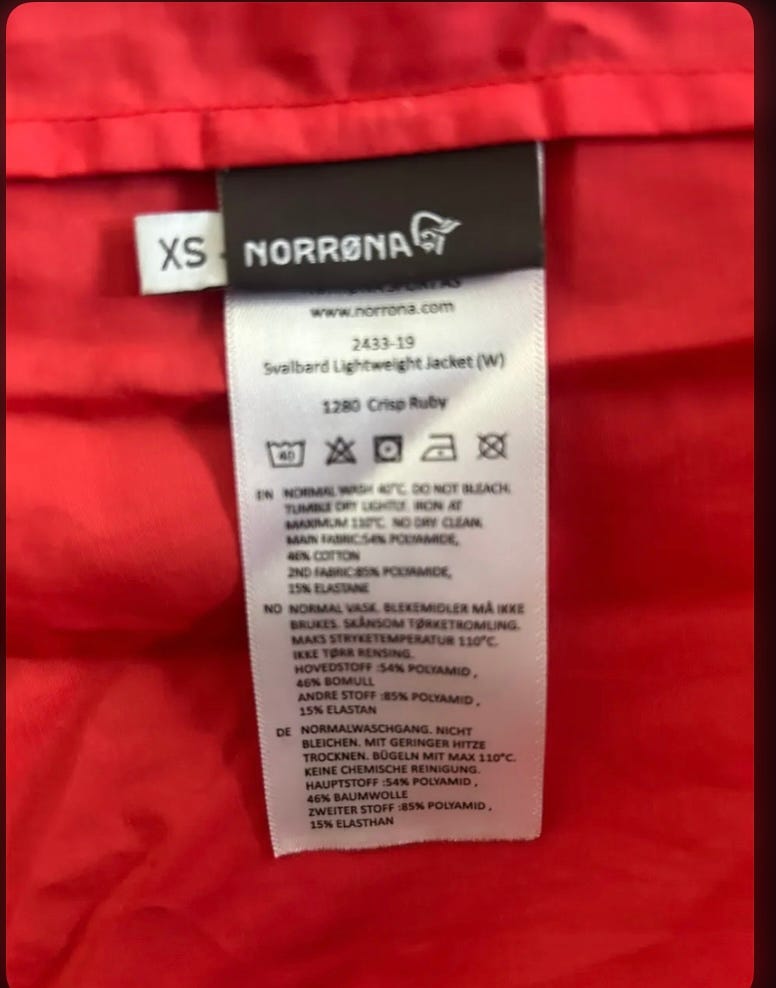 XS
NORRØNA
www.norrona.com
2433-19
Svalbard Lightweight Jacket (W)
1280 Crisp Ruby
40
EN NORMAL WASH 40°C. DO NOT BLEACH.
TUMBLE DRY LIGHTLY. IRON AT
MAXIMUM 110°C. NO DRY CLEAN.
MAIN FABRIC:54% POLYAMIDE,
46% COTTON
2ND FABRIC:85% POLYAMIDE,
15% ELASTANE
NO NORMAL VASK. BLEKEMIDLER MÅ IKKE
BRUKES. SKÅNSOM TØRKETROMLING.
MAKS STRYKETEMPERATUR 110°C.
IKKE TØRR RENSING.
HOVEDSTOFF :54% POLYAMID ,
46% BOMULL
ANDRE STOFF :85% POLYAMID ,
15% ELASTAN
DE NORMALWASCHGANG. NICHT
BLEICHEN. MIT GERINGER HITZE
TROCKNEN. BÜGELN MIT MAX 110°C.
KEINE CHEMISCHE REINIGUNG.
HAUPTSTOFF :54% POLYAMID ,
46% BAUMWOLLE
ZWEITER STOFF :85% POLYAMID ,
15% ELASTHAN